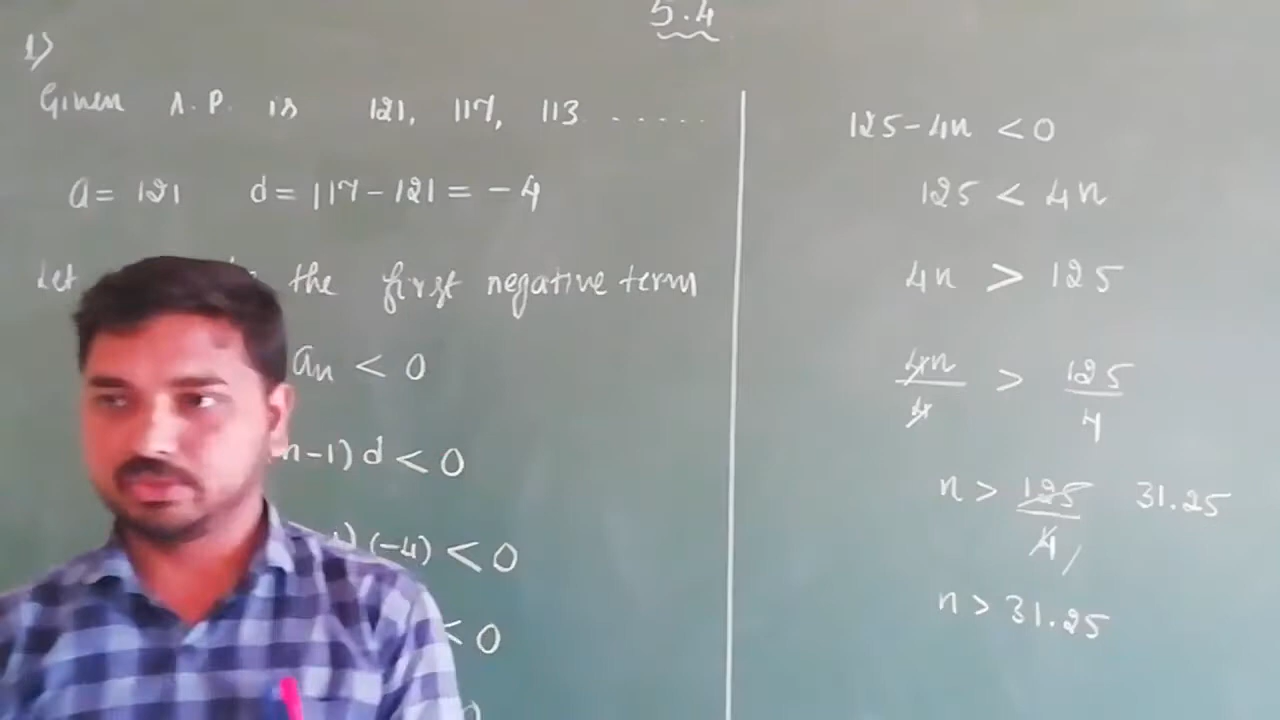 5.4
1)
Given A.P. is 121, 117, 113 ......
a = 121 d = 117 - 121 = -4
Let the first negative term
an < 0
n-1) d < 0
) (-4) < 0
< 0
125 - 4n < 0
125 < 4n
4n > 125
4n/4 > 125/4
n > 125/4 31.25
n > 31.25